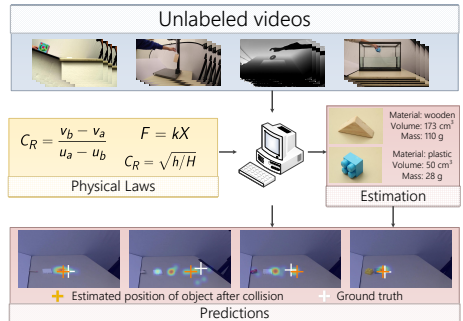 Unlabeled videos
C_R = (v_b − v_a) / (u_a − u_b)
F = kX
C_R = √h/H
Physical Laws
Material: wooden
Volume: 173 cm³
Mass: 110 g
Material: plastic
Volume: 50 cm³
Mass: 28 g
Estimation
Estimated position of object after collision
Ground truth
Predictions